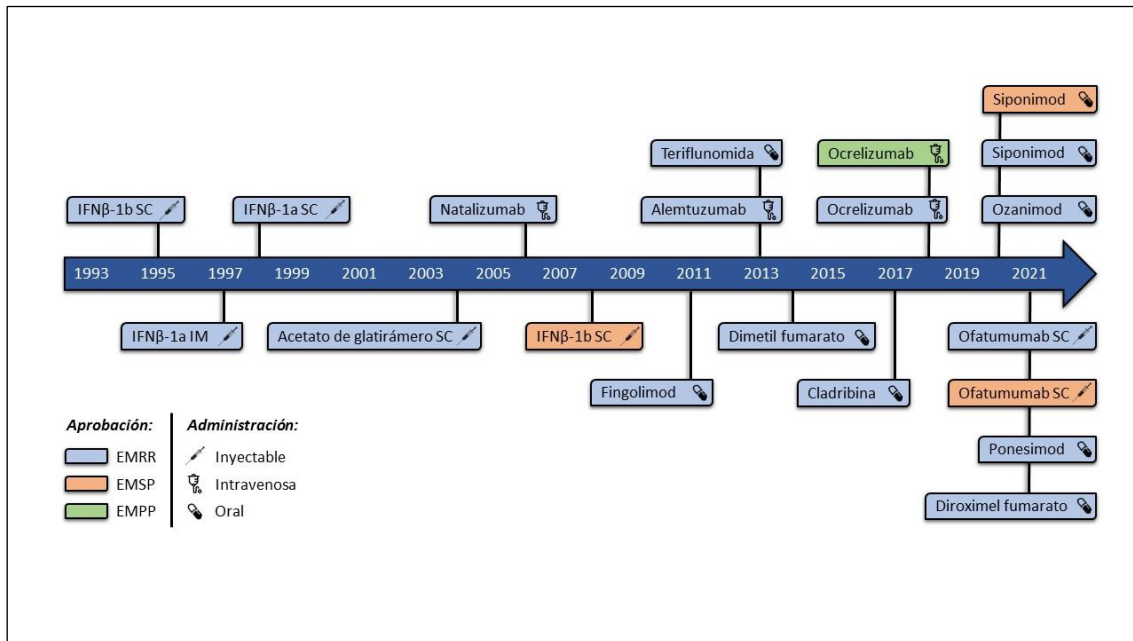 Siponimod
Teriflunomida
Ocrelizumab
Siponimod
IFNβ-1b SC
IFNβ-1a SC
Natalizumab
Alemtuzumab
Ocrelizumab
Ozanimod
1993 1995 1997 1999 2001 2003 2005 2007 2009 2011 2013 2015 2017 2019 2021
IFNβ-1a IM
Acetato de glatirámero SC
IFNβ-1b SC
Dimetil fumarato
Ofatumumab SC
Fingolimod
Cladribina
Ofatumumab SC
Ponesimod
Diroximel fumarato
Aprobación:
EMRR
EMSP
EMPP
Administración:
Inyectable
Intravenosa
Oral